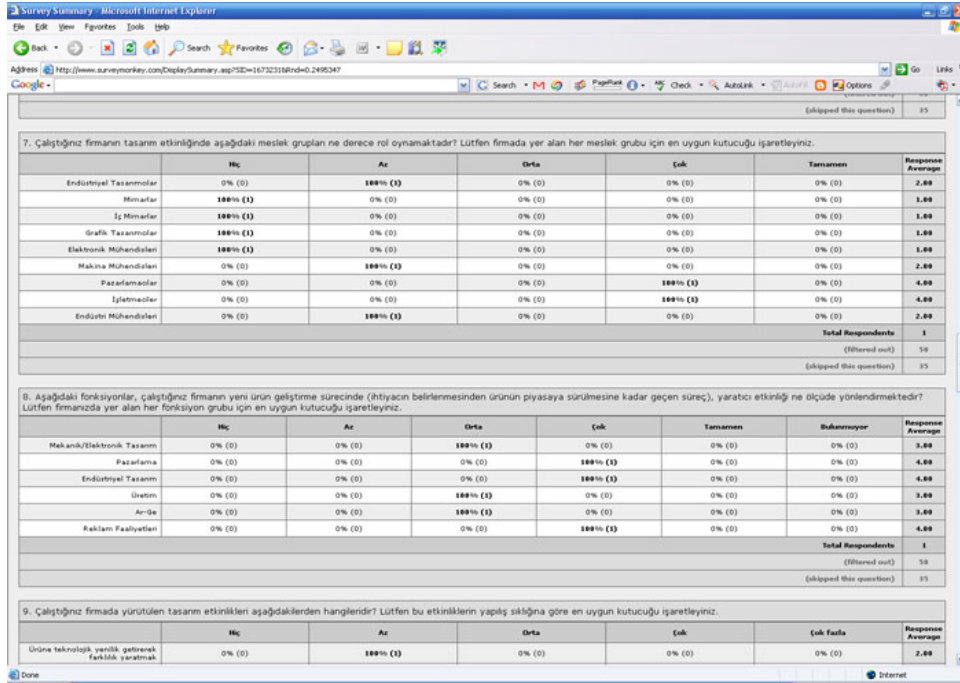 Survey Summary - Microsoft Internet Explorer
File Edit View Favorites Tools Help
Back Search Favorites
Address http://www.surveymonkey.com/DisplaySummary.asp?SID=1673231&Rnd=0.2495347 Go Links
Google Search PageRank Check AutoLink AutoFill Options
(skipped this question) 35
7. Çalıştığınız firmanın tasarım etkinliğinde aşağıdaki meslek grupları ne derece rol oynamaktadır? Lütfen firmada yer alan her meslek grubu için en uygun kutucuğu işaretleyiniz.
Hiç Az Orta Çok Tamamen Response Average
Endüstriyel Tasarımcılar 0% (0) 100% (1) 0% (0) 0% (0) 0% (0) 2.00
Mimarlar 100% (1) 0% (0) 0% (0) 0% (0) 0% (0) 1.00
İç Mimarlar 100% (1) 0% (0) 0% (0) 0% (0) 0% (0) 1.00
Grafik Tasarımcılar 100% (1) 0% (0) 0% (0) 0% (0) 0% (0) 1.00
Elektronik Mühendisleri 100% (1) 0% (0) 0% (0) 0% (0) 0% (0) 1.00
Makina Mühendisleri 0% (0) 100% (1) 0% (0) 0% (0) 0% (0) 2.00
Pazarlamacılar 0% (0) 0% (0) 0% (0) 100% (1) 0% (0) 4.00
İşletmeciler 0% (0) 0% (0) 0% (0) 100% (1) 0% (0) 4.00
Endüstri Mühendisleri 0% (0) 100% (1) 0% (0) 0% (0) 0% (0) 2.00
Total Respondents 1
(filtered out) 50
(skipped this question) 35
8. Aşağıdaki fonksiyonlar, çalıştığınız firmanın yeni ürün geliştirme sürecinde (ihtiyacın belirlenmesinden ürünün piyasaya sürülmesine kadar geçen süreç), yaratıcı etkinliği ne ölçüde yönlendirmektedir?
Lütfen firmanızda yer alan her fonksiyon grubu için en uygun kutucuğu işaretleyiniz.
Hiç Az Orta Çok Tamamen Bulunmuyor Response Average
Mekanik/Elektronik Tasarım 0% (0) 0% (0) 100% (1) 0% (0) 0% (0) 0% (0) 3.00
Pazarlama 0% (0) 0% (0) 0% (0) 100% (1) 0% (0) 0% (0) 4.00
Endüstriyel Tasarım 0% (0) 0% (0) 0% (0) 100% (1) 0% (0) 0% (0) 4.00
Üretim 0% (0) 0% (0) 100% (1) 0% (0) 0% (0) 0% (0) 3.00
Ar-Ge 0% (0) 0% (0) 100% (1) 0% (0) 0% (0) 0% (0) 3.00
Reklam Faaliyetleri 0% (0) 0% (0) 0% (0) 100% (1) 0% (0) 0% (0) 4.00
Total Respondents 1
(filtered out) 50
(skipped this question) 35
9. Çalıştığınız firmada yürütülen tasarım etkinlikleri aşağıdakilerden hangileridir? Lütfen bu etkinliklerin yapılış sıklığına göre en uygun kutucuğu işaretleyiniz.
Hiç Az Orta Çok Çok fazla Response Average
Ürüne teknolojik yenilik getirerek
farklılık yaratmak 0% (0) 100% (1) 0% (0) 0% (0) 0% (0) 2.00
Done Internet